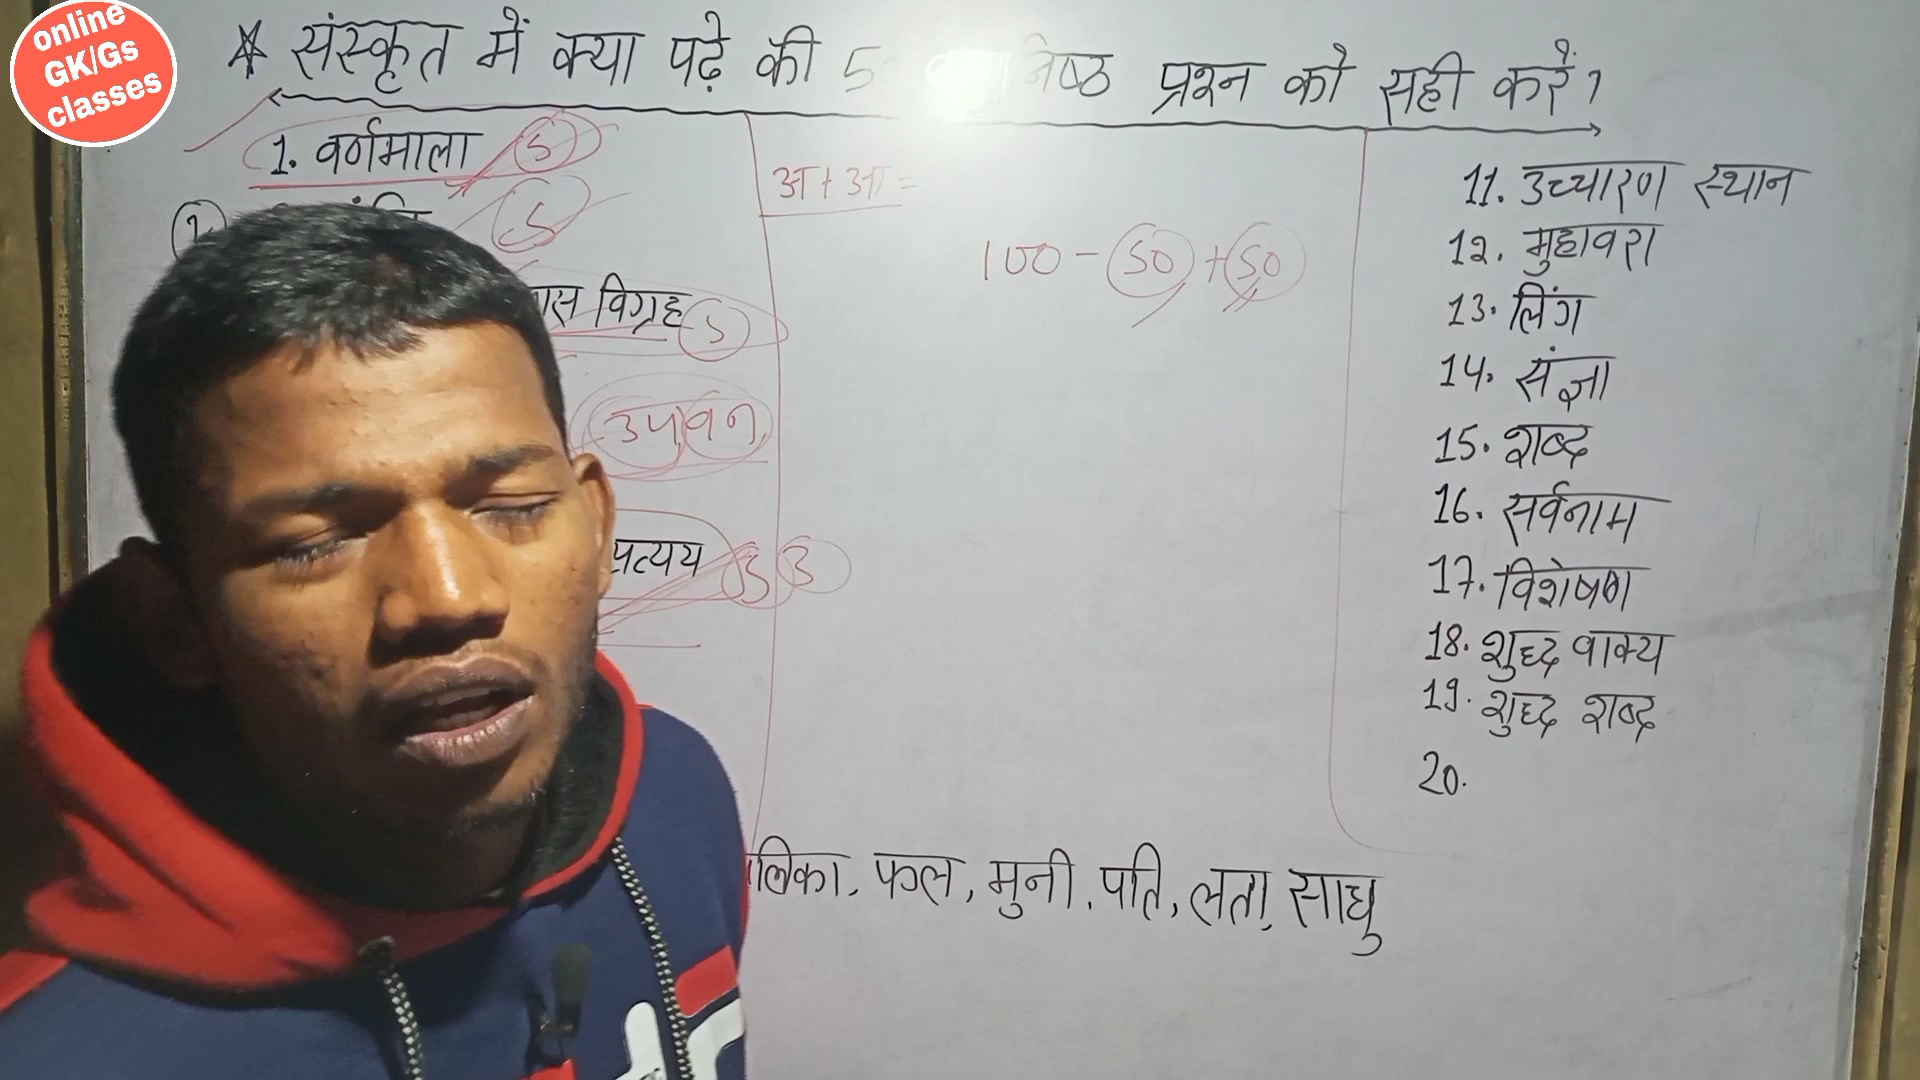 online
GK/Gs
classes
* संस्कृत में क्या पढ़े की 5 प्रश्न को सही करें?
1. वर्णमाला 5
2 5
विग्रह 5
उपवन
प्रत्यय 3 3
अ + आ =
100 - 50 + 50
11. उच्चारण स्थान
12. मुहावरा
13. लिंग
14. संज्ञा
15. शब्द
16. सर्वनाम
17. विशेषण
18. शुद्ध वाक्य
19. शुद्ध शब्द
20.
फल, मुनी, पति, लता, साधु